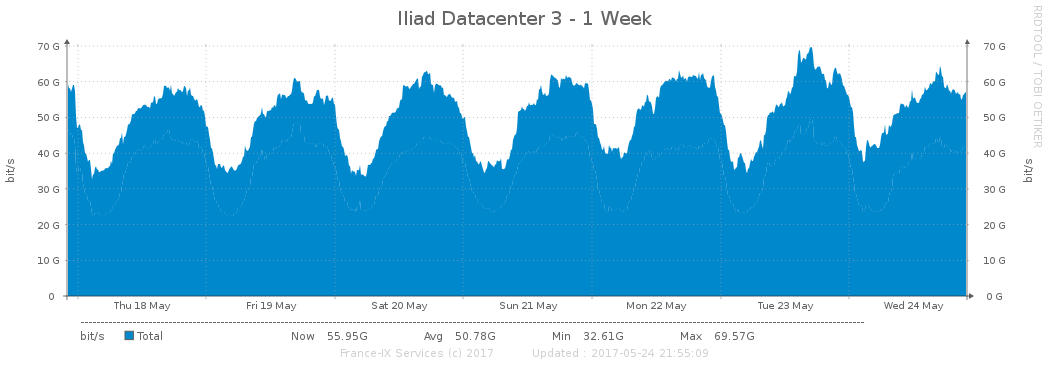 Iliad Datacenter 3 - 1 Week
RRDTOOL / TOBI OETIKER
70 G 70 G
60 G 60 G
50 G 50 G
40 G 40 G
30 G 30 G
20 G 20 G
10 G 10 G
0 0 G
bit/s bit/s
Thu 18 May Fri 19 May Sat 20 May Sun 21 May Mon 22 May Tue 23 May Wed 24 May
bit/s Total Now 55.95G Avg 50.78G Min 32.61G Max 69.57G
France-IX Services (c) 2017 Updated : 2017-05-24 21:55:09